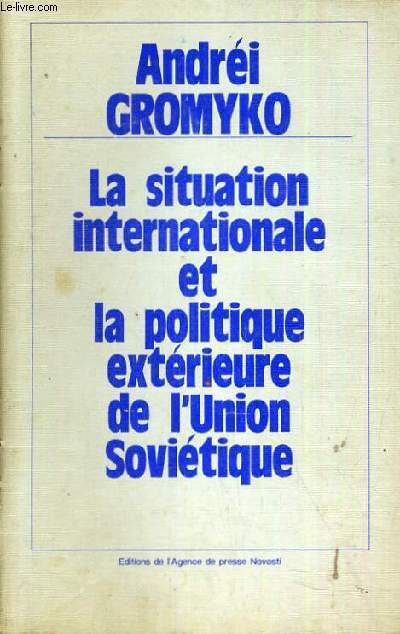 Le-livre.com
Andréi
GROMYKO
La situation
internationale
et
la politique
extérieure
de l'Union
Soviétique
Editions de l'Agence de presse Novosti